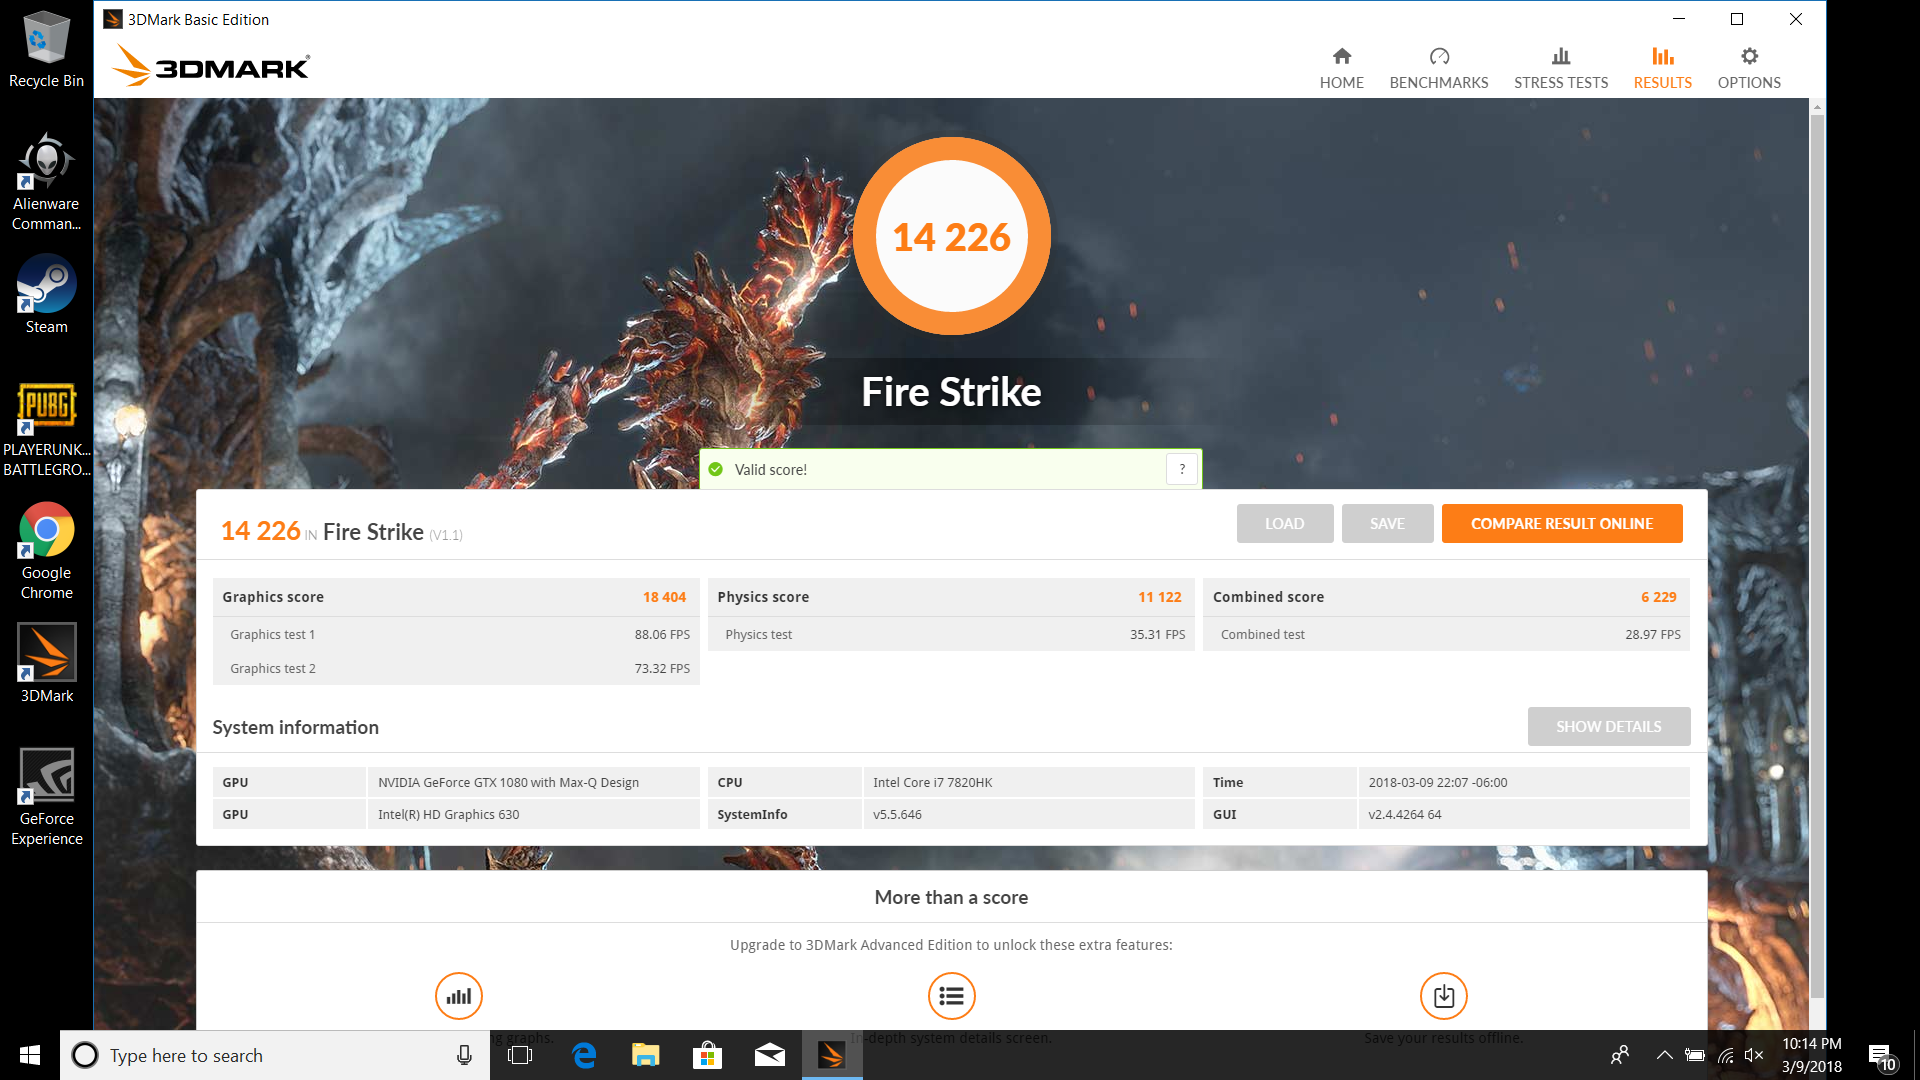 3DMark Basic Edition
Recycle Bin
Alienware
Comman...
Steam
PUBG
PLAYERUNK...
BATTLEGRO...
Google
Chrome
3DMark
GeForce
Experience
3DMARK®
HOME
BENCHMARKS
STRESS TESTS
RESULTS
OPTIONS
14 226
Fire Strike
Valid score!
?
14 226 IN Fire Strike (V1.1)
LOAD
SAVE
COMPARE RESULT ONLINE
Graphics score 18 404
Graphics test 1 88.06 FPS
Graphics test 2 73.32 FPS
Physics score 11 122
Physics test 35.31 FPS
Combined score 6 229
Combined test 28.97 FPS
System information
SHOW DETAILS
GPU NVIDIA GeForce GTX 1080 with Max-Q Design
GPU Intel(R) HD Graphics 630
CPU Intel Core i7 7820HK
SystemInfo v5.5.646
Time 2018-03-09 22:07 -06:00
GUI v2.4.4264 64
More than a score
Upgrade to 3DMark Advanced Edition to unlock these extra features:
graphs.
In-depth system details screen.
Save your results offline.
Type here to search
10:14 PM
3/9/2018
10